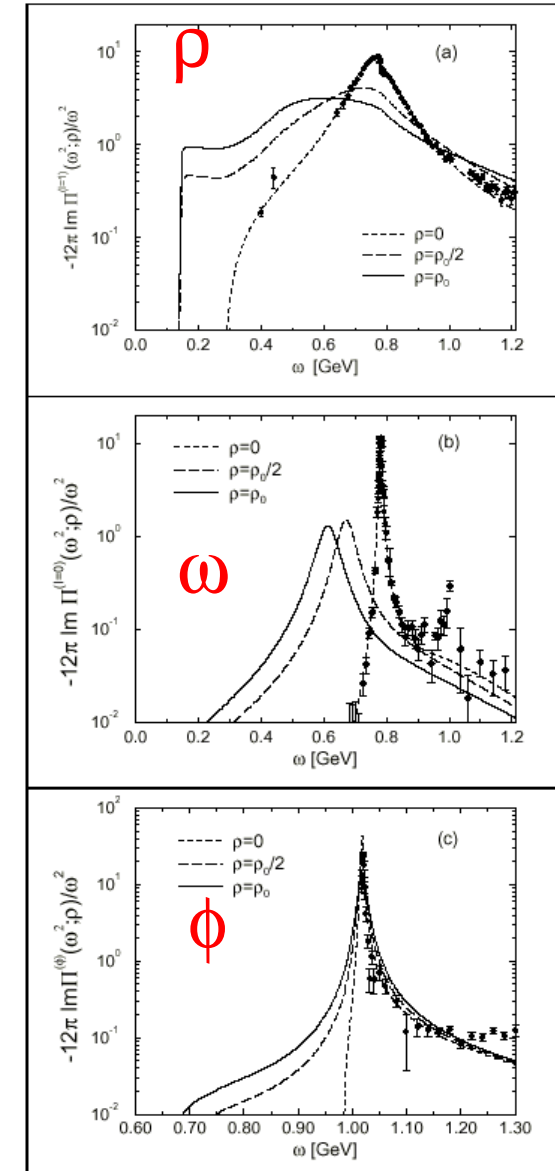 ρ
(a)
-12π Im Π^(I=1)(ω²;ρ)/ω²
10¹
10⁰
10⁻¹
10⁻²
ρ=0
ρ=ρ₀/2
ρ=ρ₀
0.0 0.2 0.4 0.6 0.8 1.0 1.2
ω [GeV]
(b)
-12π Im Π^(I=0)(ω²;ρ)/ω²
10¹
10⁰
10⁻¹
10⁻²
ρ=0
ρ=ρ₀/2
ρ=ρ₀
ω
0.0 0.2 0.4 0.6 0.8 1.0 1.2
ω [GeV]
(c)
-12π ImΠ^(ϕ)(ω²;ρ)/ω²
10²
10¹
10⁰
10⁻¹
10⁻²
ρ=0
ρ=ρ₀/2
ρ=ρ₀
ϕ
0.60 0.70 0.80 0.90 1.00 1.10 1.20 1.30
ω [GeV]